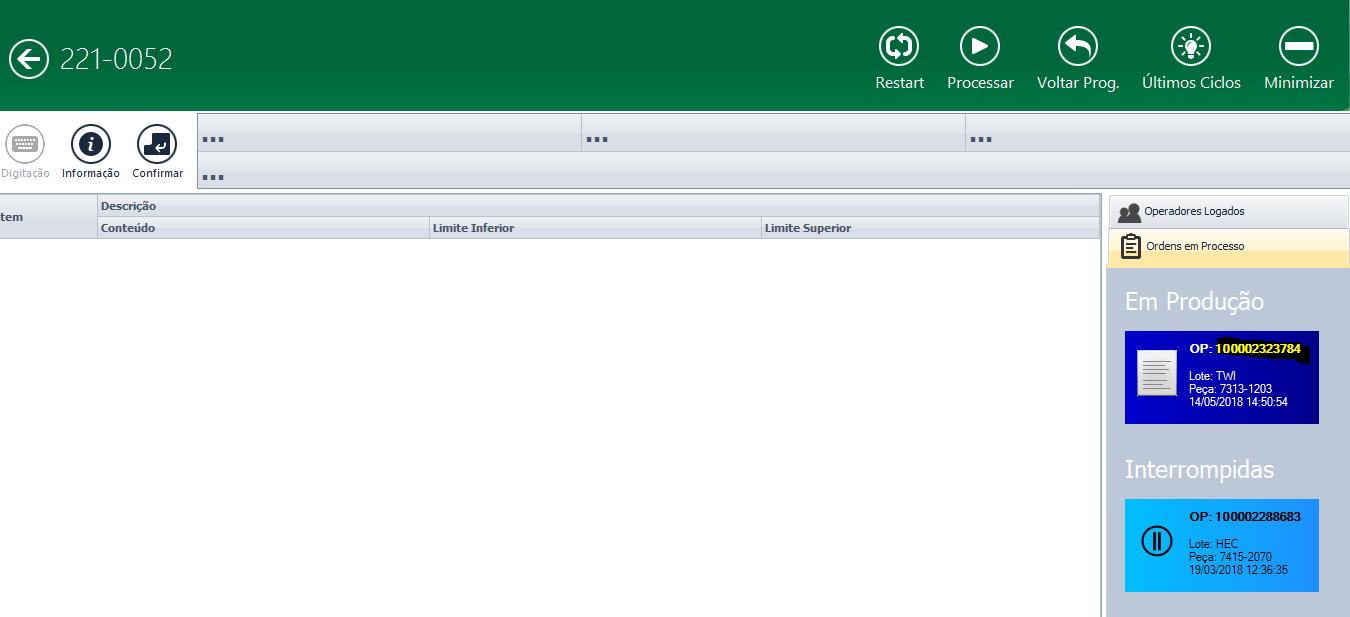 221-0052
Restart
Processar
Voltar Prog.
Últimos Ciclos
Minimizar
Digitação
Informação
Confirmar
...
...
...
...
tem
Descrição
Conteúdo
Limite Inferior
Limite Superior
Operadores Logados
Ordens em Processo
Em Produção
OP: 100002323784
Lote: TWI
Peça: 7313-1203
14/05/2018 14:50:54
Interrompidas
OP: 100002288683
Lote: HEC
Peça: 7415-2070
19/03/2018 12:36:35